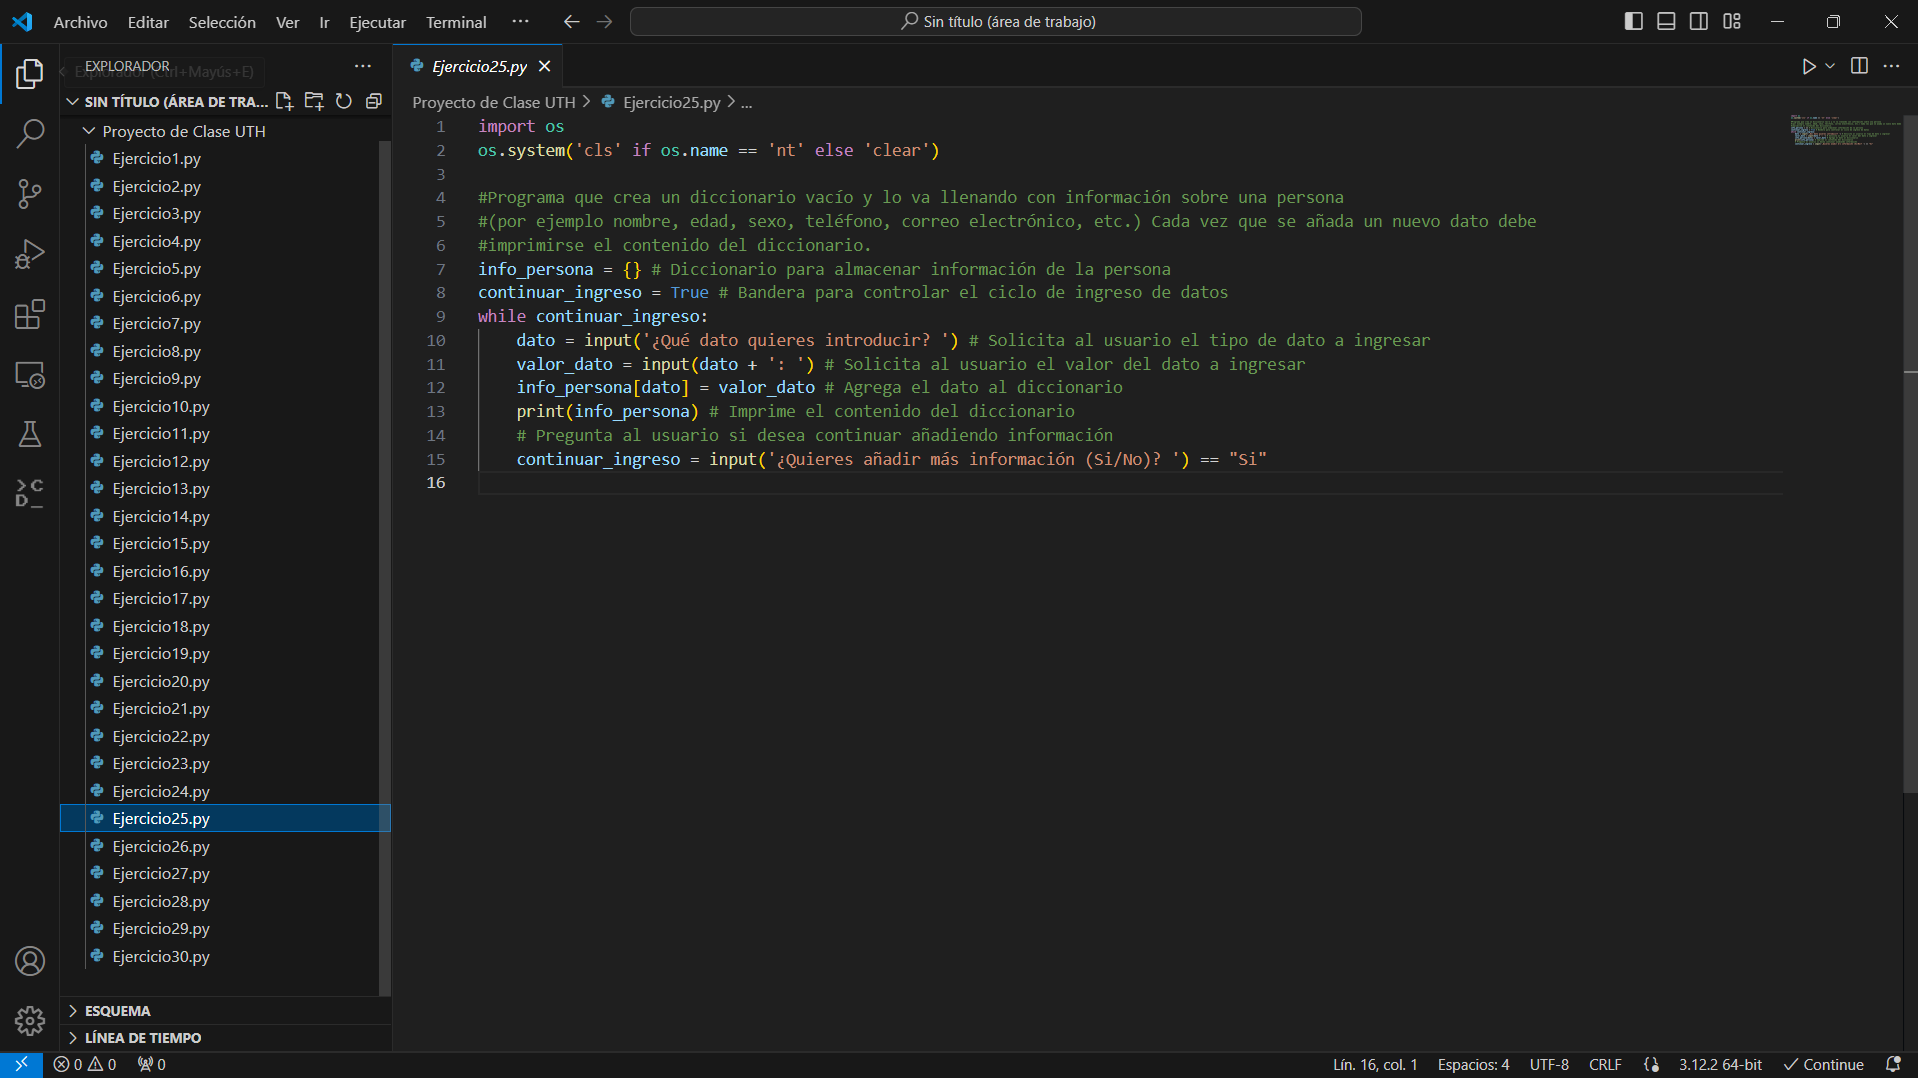 Archivo Editar Selección Ver Ir Ejecutar Terminal ··· Sin título (área de trabajo)
EXPLORADOR ···
Explorador (Ctrl+Mayús+E)
SIN TÍTULO (ÁREA DE TRA...
Proyecto de Clase UTH
Ejercicio1.py
Ejercicio2.py
Ejercicio3.py
Ejercicio4.py
Ejercicio5.py
Ejercicio6.py
Ejercicio7.py
Ejercicio8.py
Ejercicio9.py
Ejercicio10.py
Ejercicio11.py
Ejercicio12.py
Ejercicio13.py
Ejercicio14.py
Ejercicio15.py
Ejercicio16.py
Ejercicio17.py
Ejercicio18.py
Ejercicio19.py
Ejercicio20.py
Ejercicio21.py
Ejercicio22.py
Ejercicio23.py
Ejercicio24.py
Ejercicio25.py
Ejercicio26.py
Ejercicio27.py
Ejercicio28.py
Ejercicio29.py
Ejercicio30.py
ESQUEMA
LÍNEA DE TIEMPO
Ejercicio25.py
Proyecto de Clase UTH > Ejercicio25.py > ...
1 import os
2 os.system('cls' if os.name == 'nt' else 'clear')
3
4 #Programa que crea un diccionario vacío y lo va llenando con información sobre una persona
5 #(por ejemplo nombre, edad, sexo, teléfono, correo electrónico, etc.) Cada vez que se añada un nuevo dato debe
6 #imprimirse el contenido del diccionario.
7 info_persona = {} # Diccionario para almacenar información de la persona
8 continuar_ingreso = True # Bandera para controlar el ciclo de ingreso de datos
9 while continuar_ingreso:
10     dato = input('¿Qué dato quieres introducir? ') # Solicita al usuario el tipo de dato a ingresar
11     valor_dato = input(dato + ': ') # Solicita al usuario el valor del dato a ingresar
12     info_persona[dato] = valor_dato # Agrega el dato al diccionario
13     print(info_persona) # Imprime el contenido del diccionario
14     # Pregunta al usuario si desea continuar añadiendo información
15     continuar_ingreso = input('¿Quieres añadir más información (Si/No)? ') == "Si"
16
0 0 0 Lín. 16, col. 1 Espacios: 4 UTF-8 CRLF 3.12.2 64-bit Continue